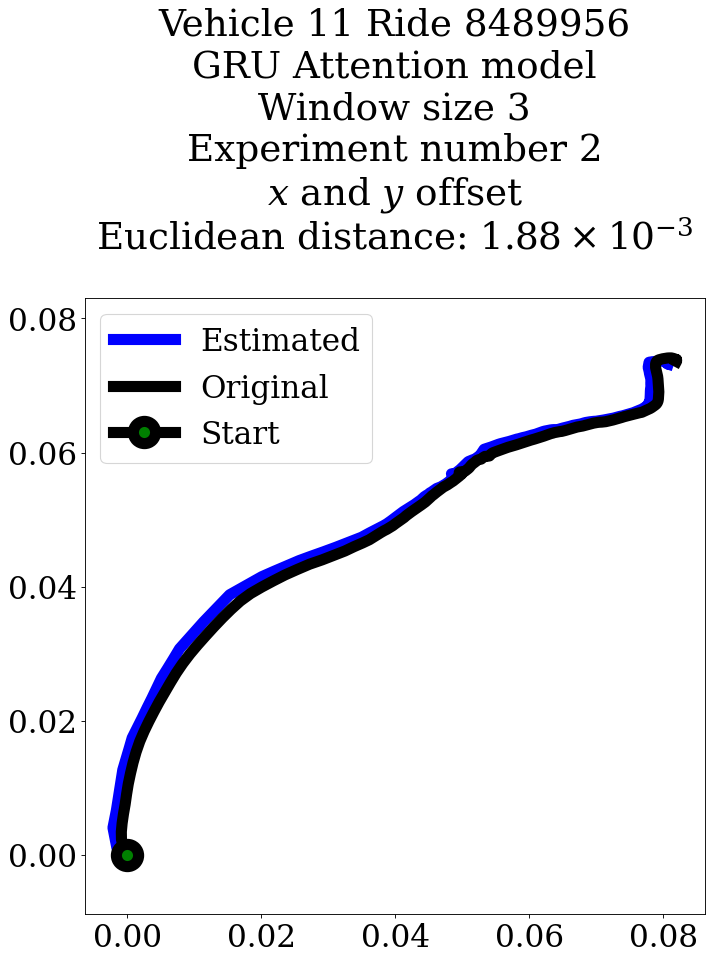 Vehicle 11 Ride 8489956
GRU Attention model
Window size 3
Experiment number 2
x and y offset
Euclidean distance: 1.88 × 10⁻³
0.08
0.06
0.04
0.02
0.00
Estimated
Original
Start
0.00 0.02 0.04 0.06 0.08